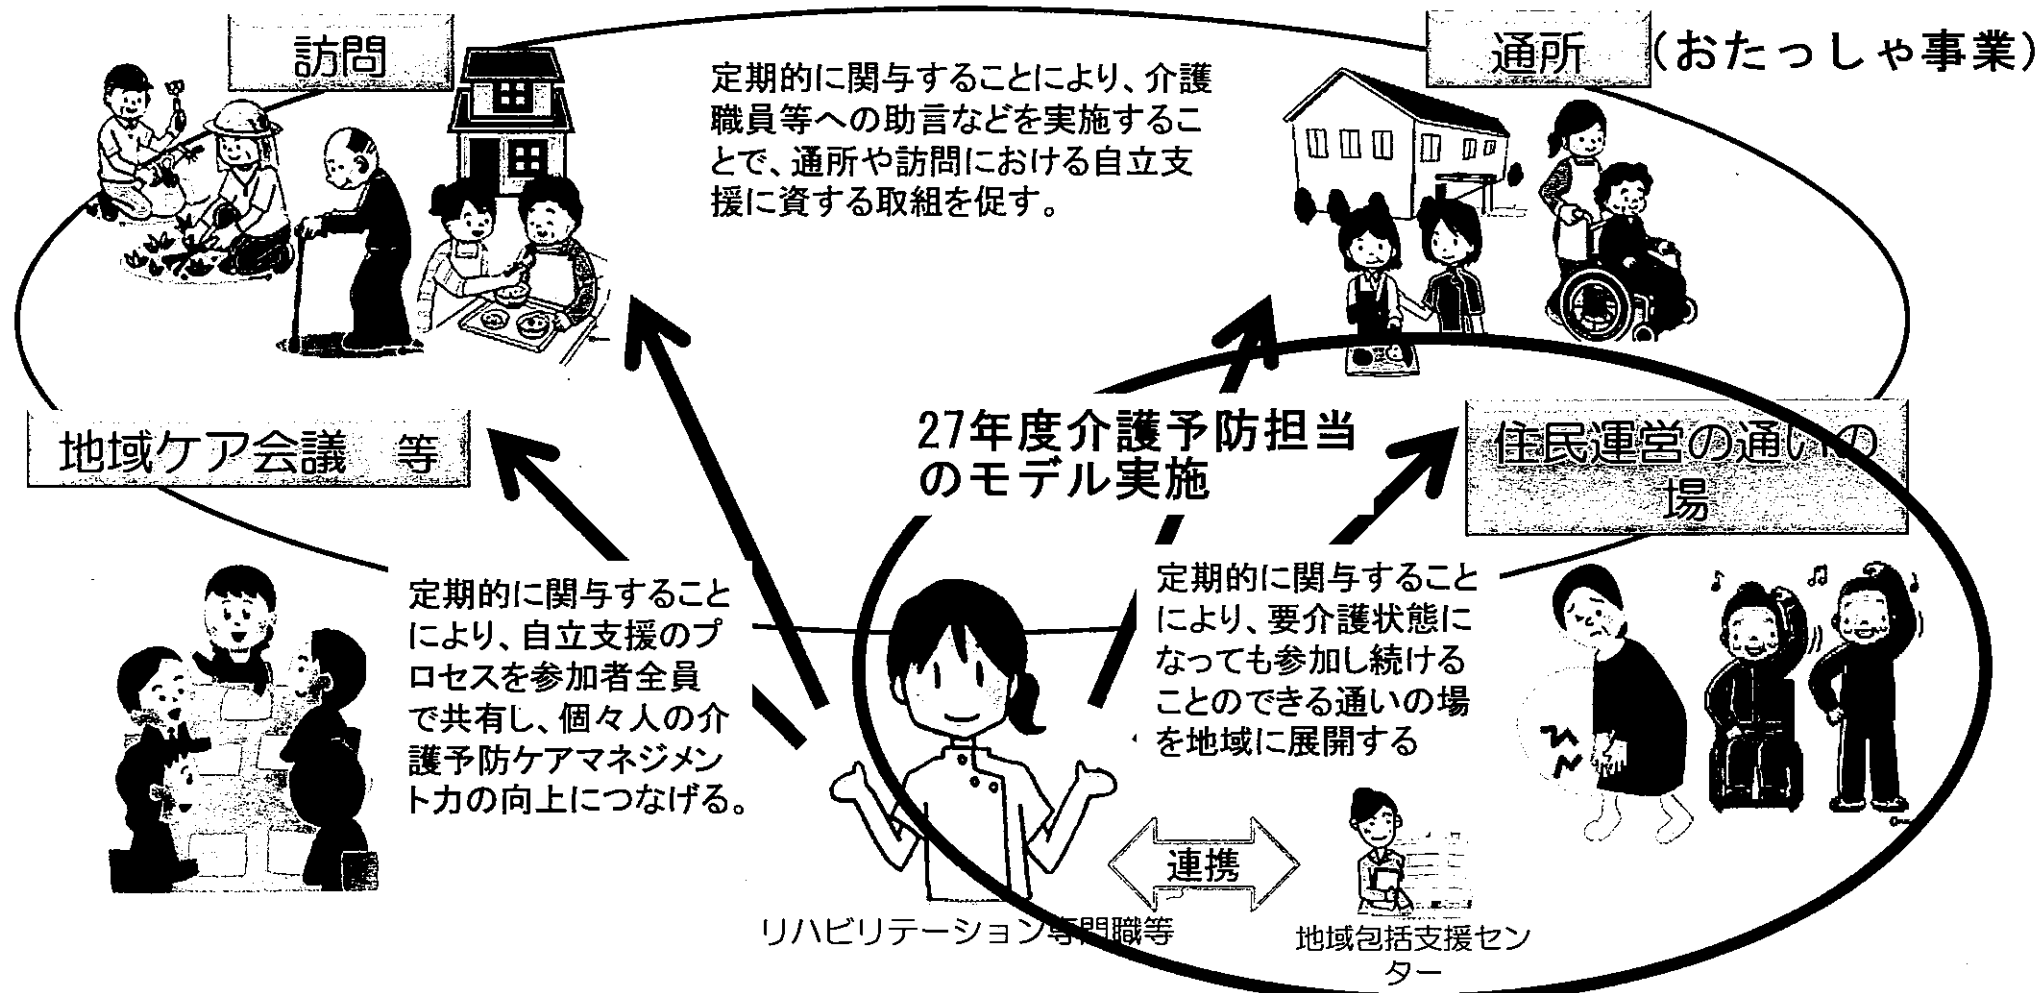 訪問
通所 (おたっしゃ事業)
定期的に関与することにより、介護
職員等への助言などを実施するこ
とで、通所や訪問における自立支
援に資する取組を促す。
地域ケア会議　等
27年度介護予防担当
のモデル実施
住民運営の通いの
場
定期的に関与すること
により、自立支援のプ
ロセスを参加者全員
で共有し、個々人の介
護予防ケアマネジメン
ト力の向上につなげる。
定期的に関与すること
により、要介護状態に
なっても参加し続ける
ことのできる通いの場
を地域に展開する
連携
リハビリテーション専門職等
地域包括支援セン
ター